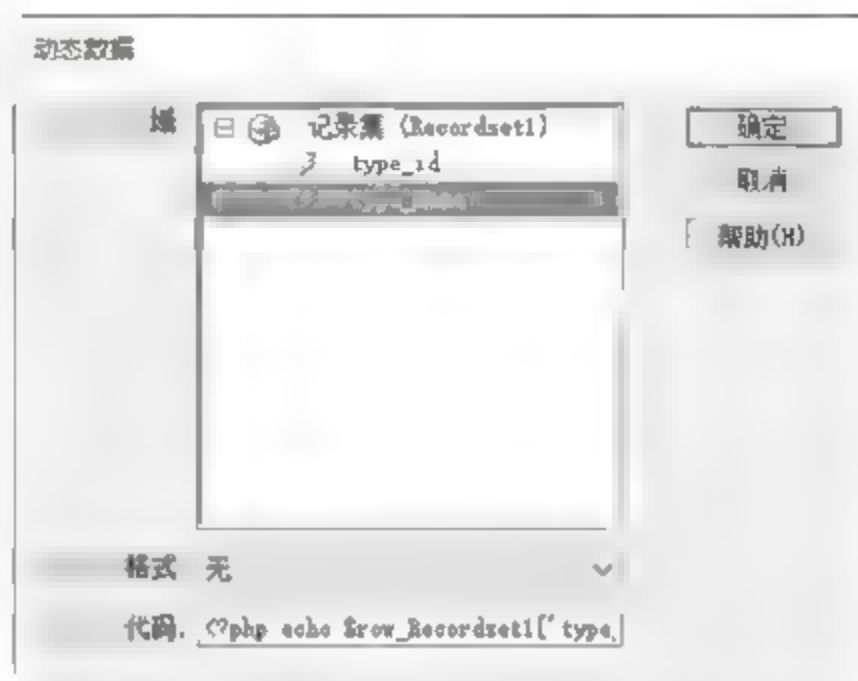 动态数据
域
记录集 (Recordset1)
type_id
确定
取消
帮助(H)
格式 无
代码: <?php echo $row_Recordset1['type_